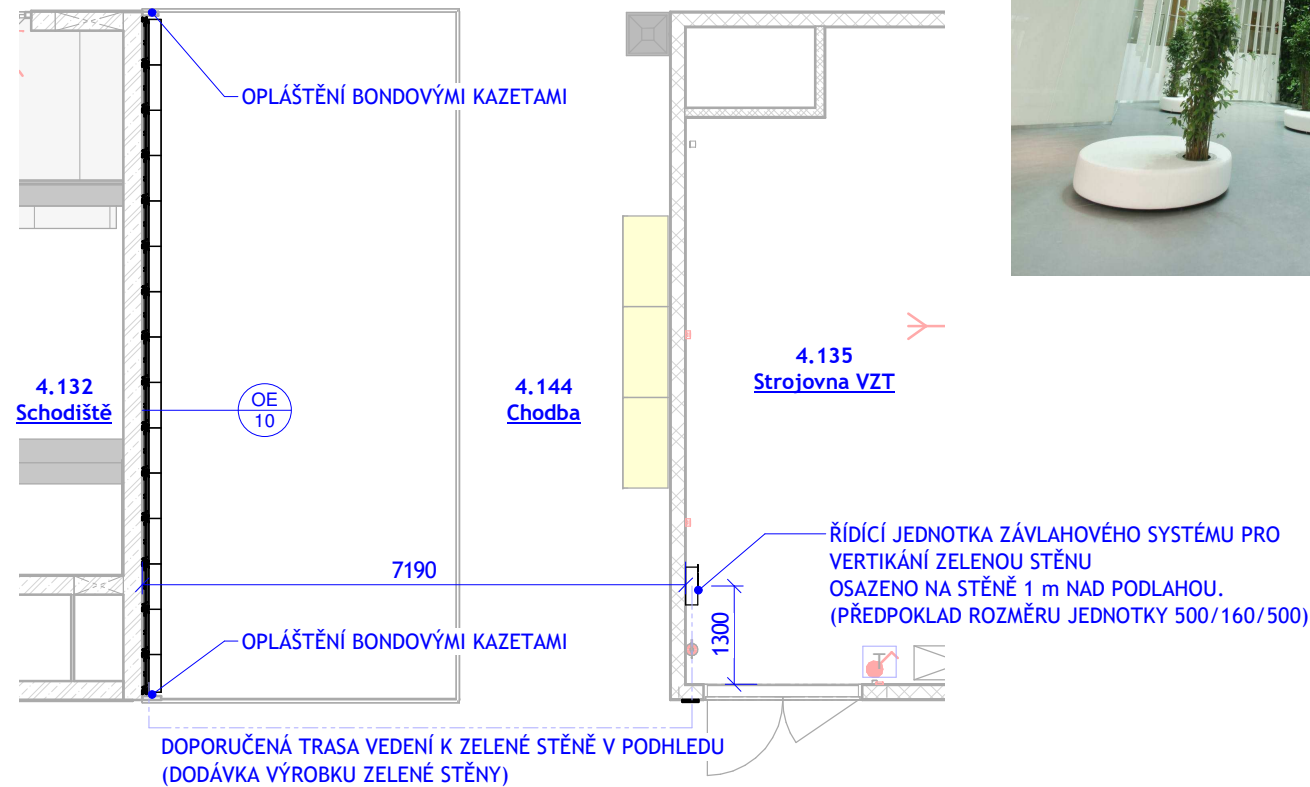 OPLÁŠTĚNÍ BONDOVÝMI KAZETAMI
4.132
Schodiště
OE
10
4.144
Chodba
4.135
Strojovna VZT
7190
1300
ŘÍDÍCÍ JEDNOTKA ZÁVLAHOVÉHO SYSTÉMU PRO
VERTIKÁNÍ ZELENOU STĚNU
OSAZENO NA STĚNĚ 1 m NAD PODLAHOU.
(PŘEDPOKLAD ROZMĚRU JEDNOTKY 500/160/500)
OPLÁŠTĚNÍ BONDOVÝMI KAZETAMI
T
DOPORUČENÁ TRASA VEDENÍ K ZELENÉ STĚNĚ V PODHLEDU
(DODÁVKA VÝROBKU ZELENÉ STĚNY)